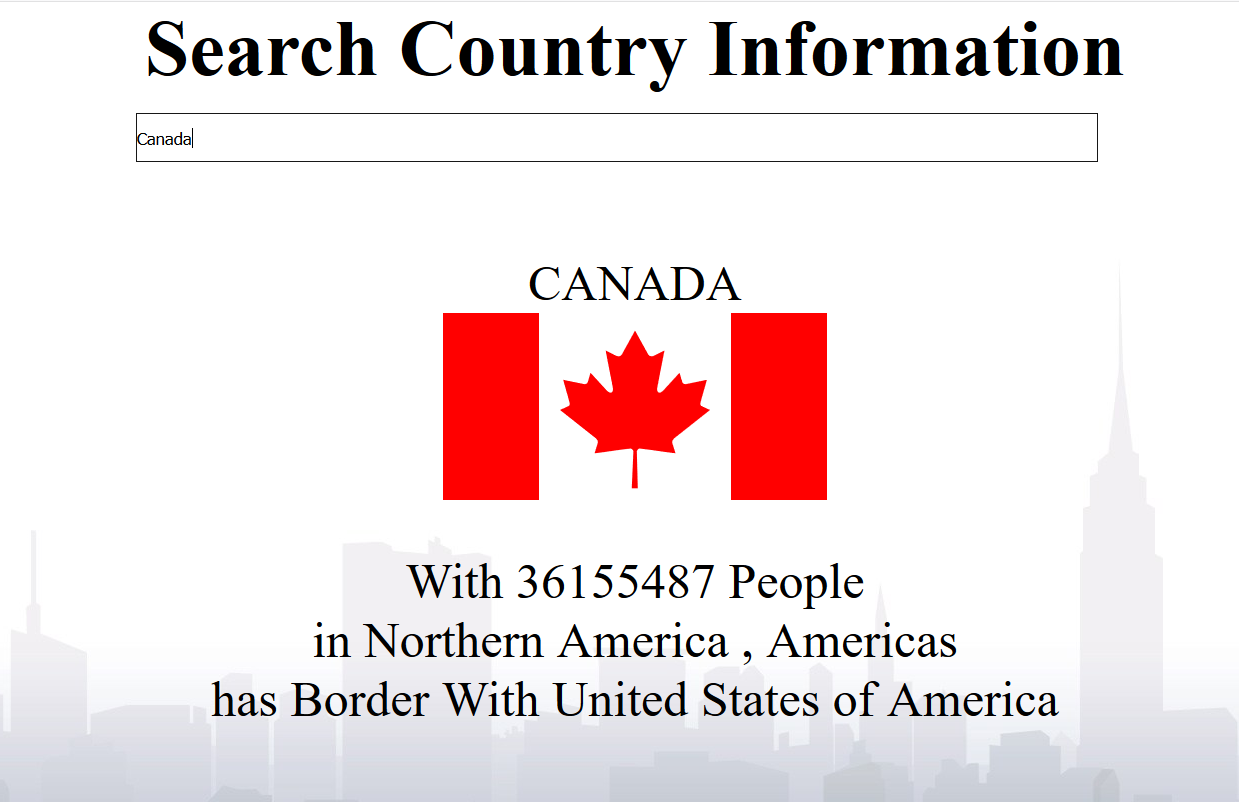 Search Country Information
Canada
CANADA
With 36155487 People
in Northern America , Americas
has Border With United States of America